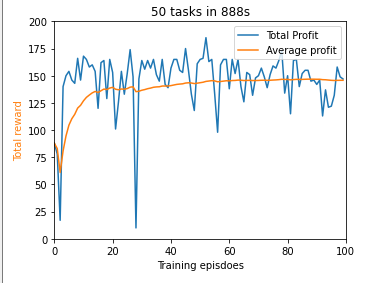 50 tasks in 888s
200
175
150
125
100
75
50
25
0
Total reward
Total Profit
Average profit
0 20 40 60 80 100
Training epsidoes